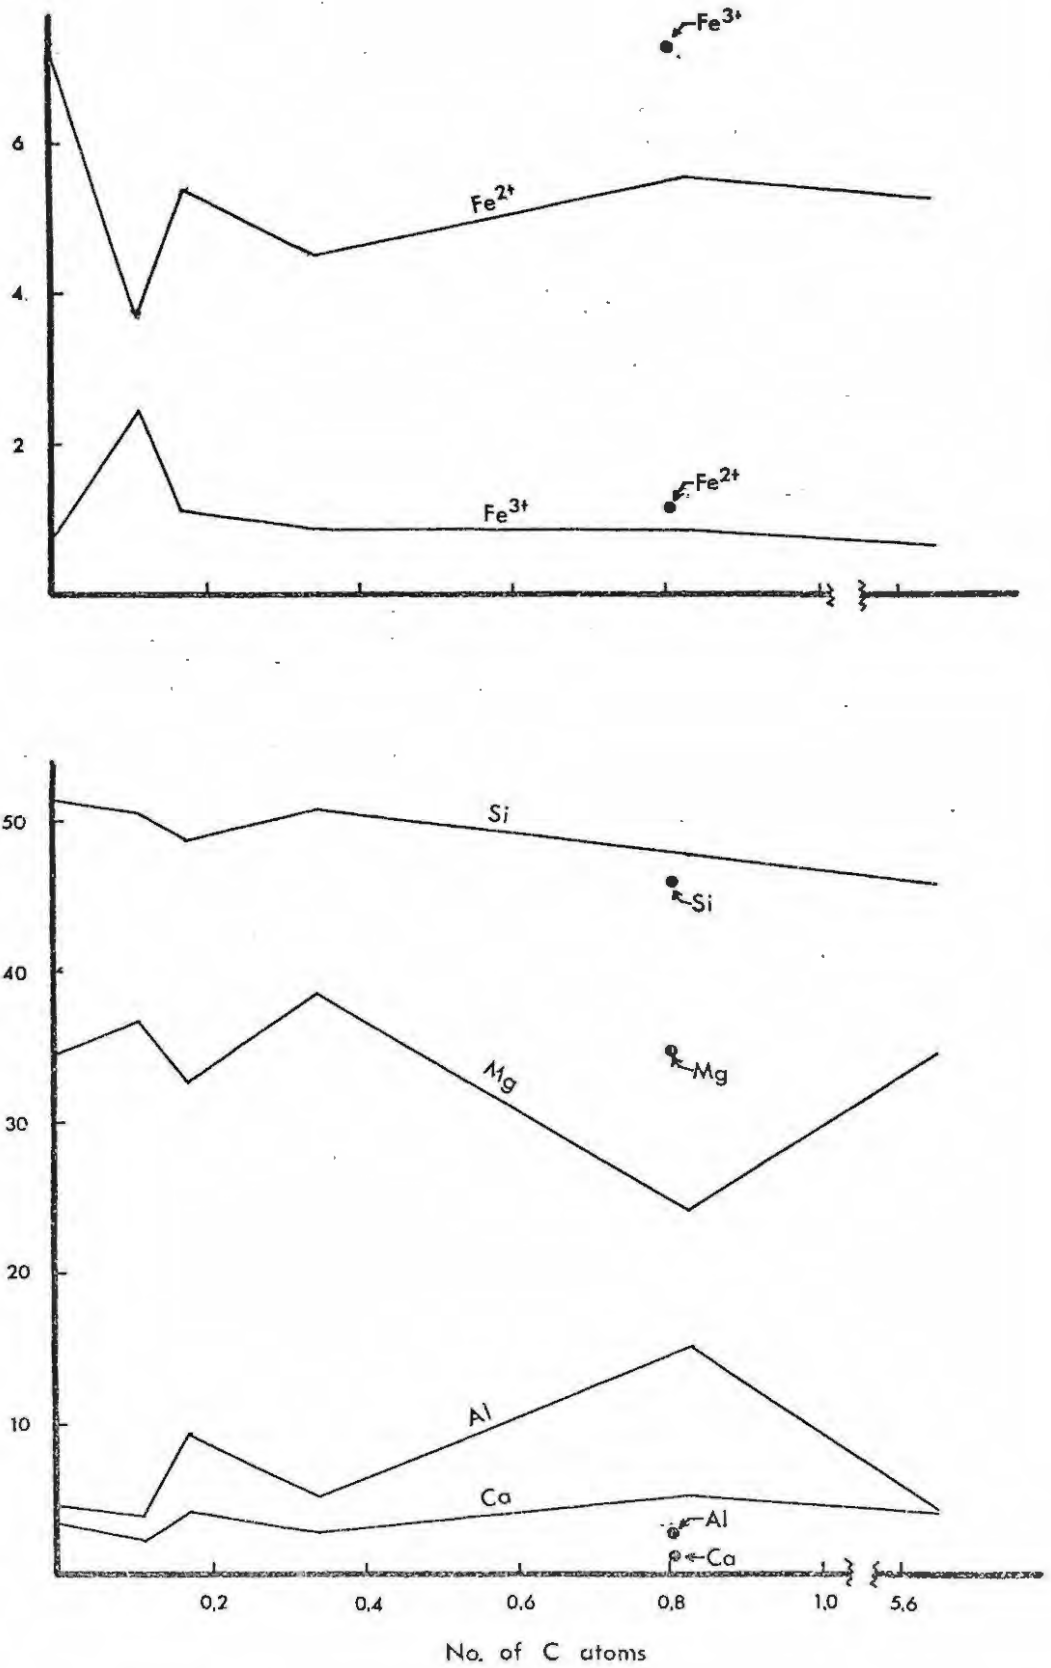 Fe3+
6
Fe2+
4
2
Fe2+
Fe3+
50
Si
Si
40
Mg
Mg
30
20
10
Al
Ca
Al
Ca
0,2 0,4 0,6 0,8 1,0 5,6
No. of C atoms